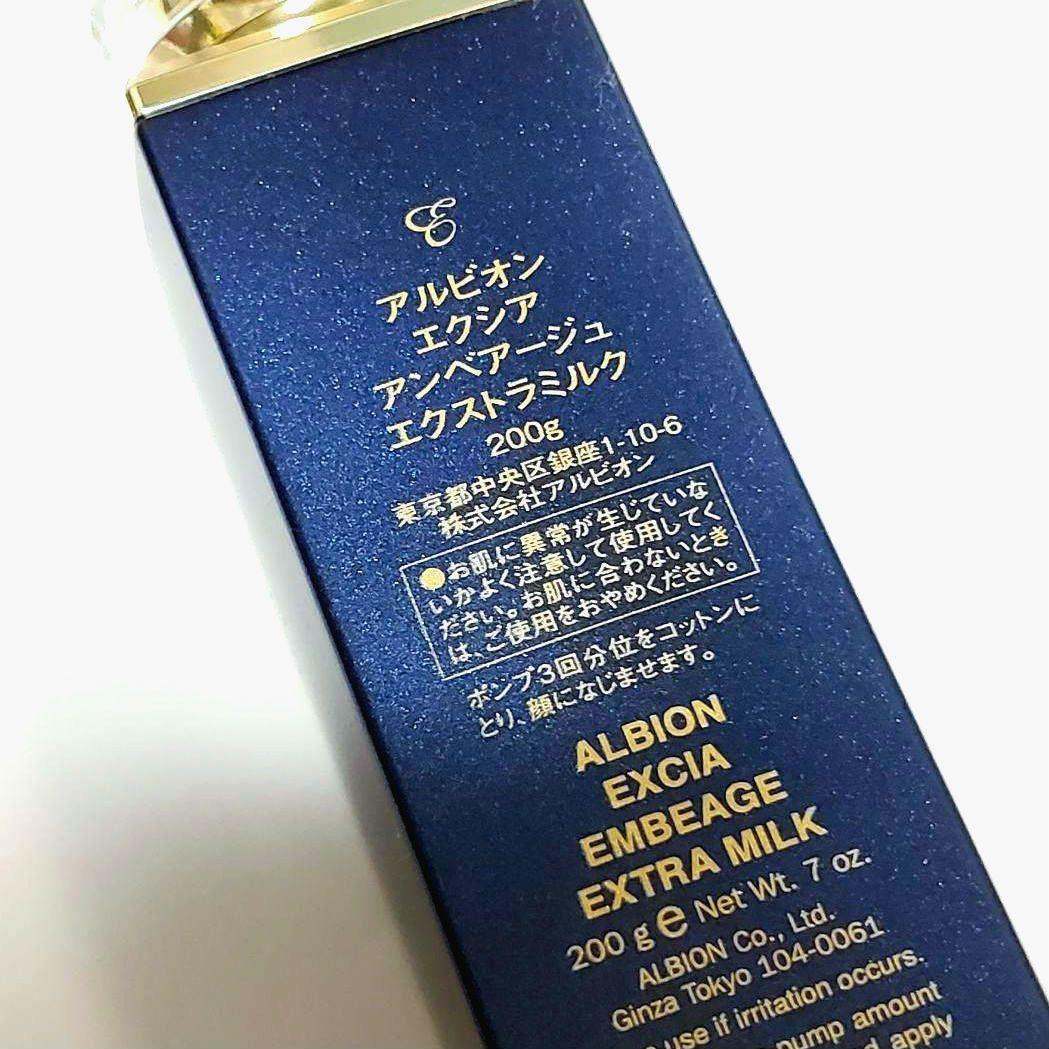 E
アルビオン
エクシア
アンベアージュ
エクストラミルク
200g
東京都中央区銀座1-10-6
株式会社アルビオン
●お肌に異常が生じていな
いかよく注意して使用してく
ださい。お肌に合わないとき
は、ご使用をおやめください。
ポンプ3回分位をコットンに
とり、顔になじませます。
ALBION
EXCIA
EMBEAGE
EXTRA MILK
200 g e Net Wt. 7 oz.
ALBION Co., Ltd.
Ginza Tokyo 104-0061
use if irritation occurs.
pump amount
apply